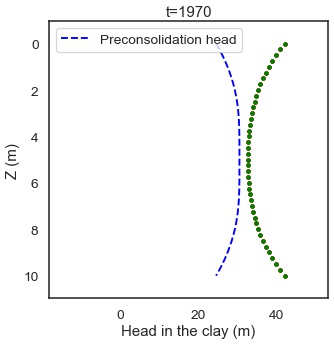 t=1970
Preconsolidation head
0
2
4
6
8
10
Z (m)
0
20
40
Head in the clay (m)